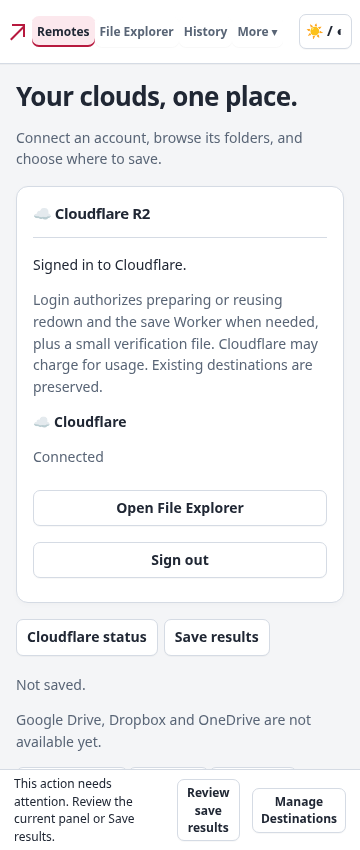 Remotes File Explorer History More ▾ ☀️ / ◖
Your clouds, one place.
Connect an account, browse its folders, and
choose where to save.
☁️ Cloudflare R2
Signed in to Cloudflare.
Login authorizes preparing or reusing
redown and the save Worker when needed,
plus a small verification file. Cloudflare may
charge for usage. Existing destinations are
preserved.
☁️ Cloudflare
Connected
Open File Explorer
Sign out
Cloudflare status Save results
Not saved.
Google Drive, Dropbox and OneDrive are not
available yet.
This action needs
attention. Review the
current panel or Save
results.
Review
save
results
Manage
Destinations